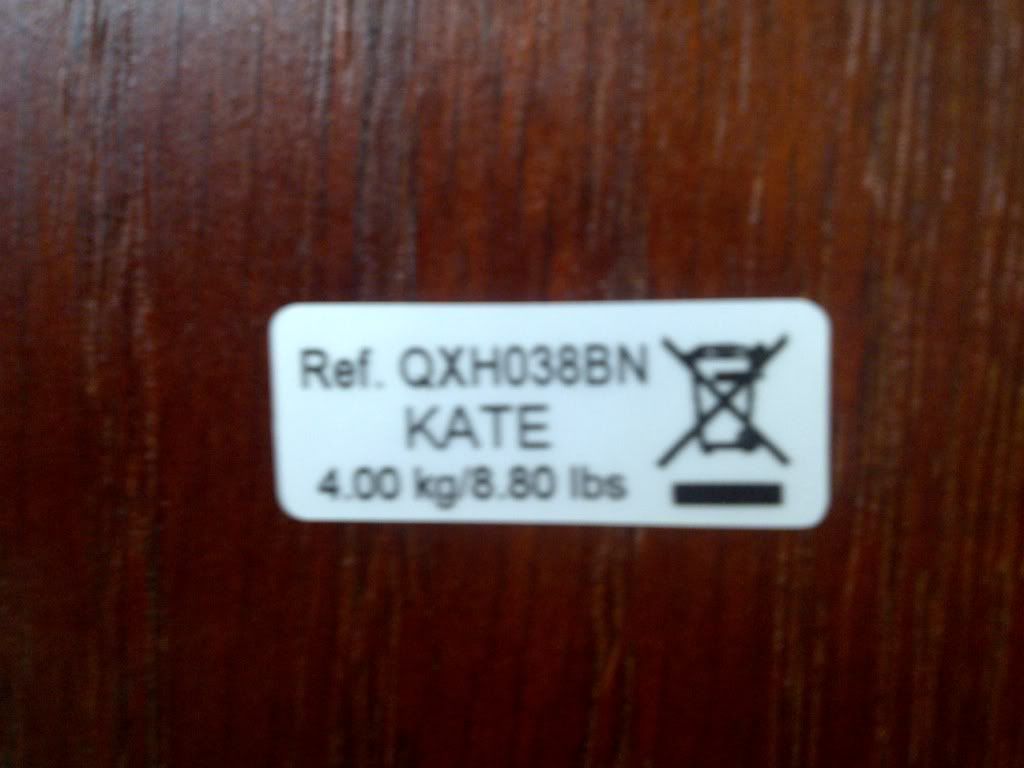 Ref. QXH038BN
KATE
4.00 kg/8.80 lbs